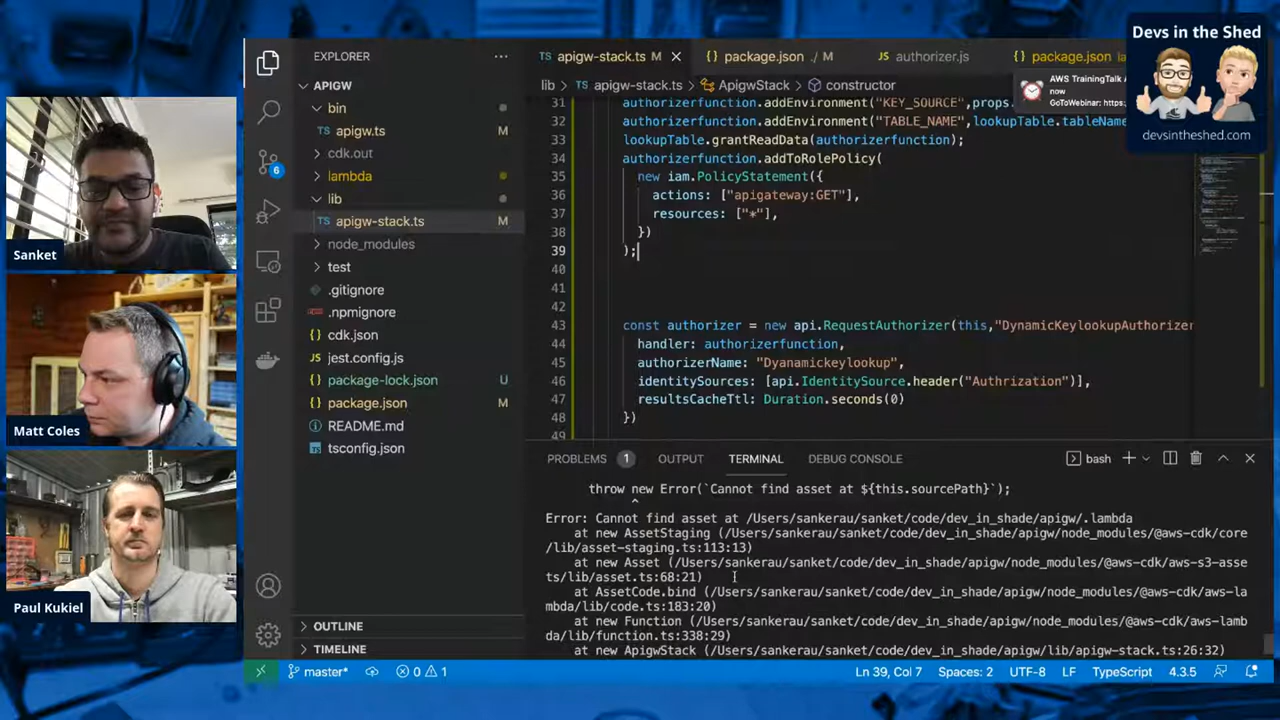 Devs in the Shed
devsintheshed.com
Sanket
Matt Coles
Paul Kukiel
EXPLORER
APIGW
bin
apigw.ts M
cdk.out
lambda
lib
apigw-stack.ts M
node_modules
test
.gitignore
.npmignore
cdk.json
jest.config.js
package-lock.json U
package.json M
README.md
tsconfig.json
OUTLINE
TIMELINE
6
apigw-stack.ts M
package.json ./ M
authorizer.js
package.json
lib > apigw-stack.ts > ApigwStack > constructor
AWS TrainingTalk
now
GoToWebinar: https:
31 authorizerfunction.addEnvironment("KEY_SOURCE",props.
32 authorizerfunction.addEnvironment("TABLE_NAME",lookupTable.tableName
33 lookupTable.grantReadData(authorizerfunction);
34 authorizerfunction.addToRolePolicy(
35 new iam.PolicyStatement({
36 actions: ["apigateway:GET"],
37 resources: ["*"],
38 })
39 );
40
41
42
43 const authorizer = new api.RequestAuthorizer(this,"DynamicKeylookupAuthorizer
44 handler: authorizerfunction,
45 authorizerName: "Dyanamickeylookup",
46 identitySources: [api.IdentitySource.header("Authrization")],
47 resultsCacheTtl: Duration.seconds(0)
48 })
49
PROBLEMS 1 OUTPUT TERMINAL DEBUG CONSOLE bash
throw new Error(`Cannot find asset at ${this.sourcePath}`);
^
Error: Cannot find asset at /Users/sankerau/sanket/code/dev_in_shade/apigw/.lambda
at new AssetStaging (/Users/sankerau/sanket/code/dev_in_shade/apigw/node_modules/@aws-cdk/core
/lib/asset-staging.ts:113:13)
at new Asset (/Users/sankerau/sanket/code/dev_in_shade/apigw/node_modules/@aws-cdk/aws-s3-asse
ts/lib/asset.ts:68:21)
at AssetCode.bind (/Users/sankerau/sanket/code/dev_in_shade/apigw/node_modules/@aws-cdk/aws-la
mbda/lib/code.ts:183:20)
at new Function (/Users/sankerau/sanket/code/dev_in_shade/apigw/node_modules/@aws-cdk/aws-lamb
da/lib/function.ts:338:29)
at new ApigwStack (/Users/sankerau/sanket/code/dev_in_shade/apigw/lib/apigw-stack.ts:26:32)
master* 0 1 Ln 39, Col 7 Spaces: 2 UTF-8 LF TypeScript 4.3.5